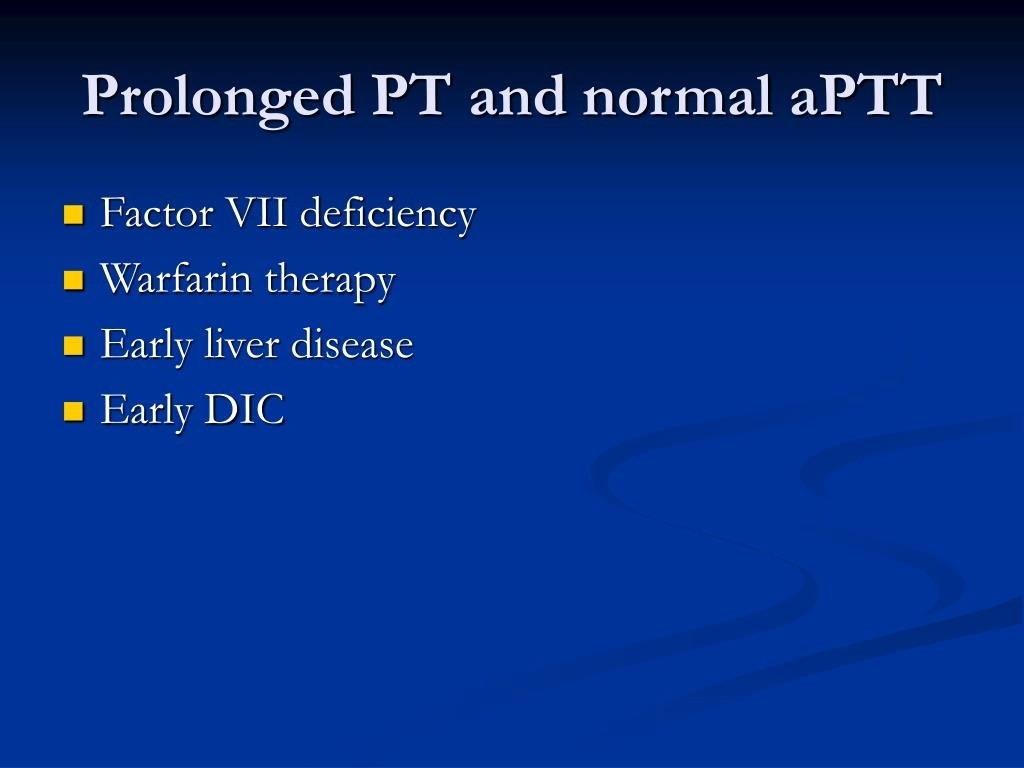 Prolonged PT and normal aPTT
Factor VII deficiency
Warfarin therapy
Early liver disease
Early DIC